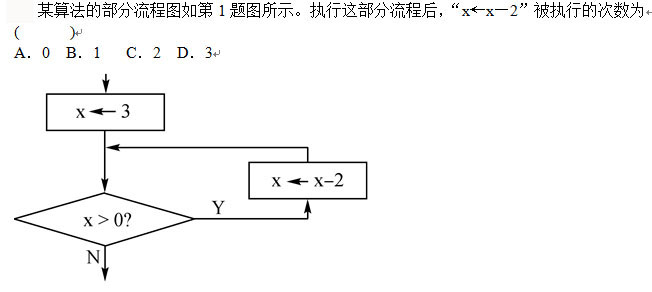 某算法的部分流程图如第 1 题图所示。执行这部分流程后，“x←x－2”被执行的次数为
(　　)
A．0 B．1 C．2 D．3
x ← 3
x ← x–2
Y
x > 0?
N